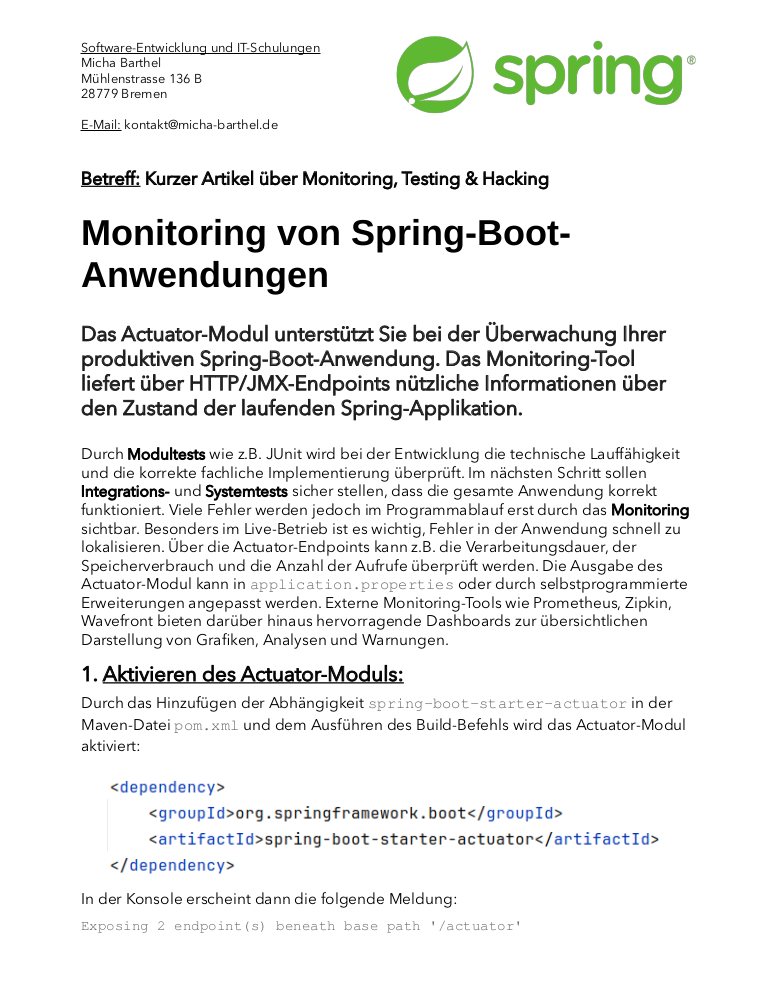 Software-Entwicklung und IT-Schulungen
Micha Barthel
Mühlenstrasse 136 B
28779 Bremen
E-Mail: kontakt@micha-barthel.de
spring®
Betreff: Kurzer Artikel über Monitoring, Testing & Hacking
Monitoring von Spring-Boot-
Anwendungen
Das Actuator-Modul unterstützt Sie bei der Überwachung Ihrer
produktiven Spring-Boot-Anwendung. Das Monitoring-Tool
liefert über HTTP/JMX-Endpoints nützliche Informationen über
den Zustand der laufenden Spring-Applikation.
Durch Modultests wie z.B. JUnit wird bei der Entwicklung die technische Lauffähigkeit
und die korrekte fachliche Implementierung überprüft. Im nächsten Schritt sollen
Integrations- und Systemtests sicher stellen, dass die gesamte Anwendung korrekt
funktioniert. Viele Fehler werden jedoch im Programmablauf erst durch das Monitoring
sichtbar. Besonders im Live-Betrieb ist es wichtig, Fehler in der Anwendung schnell zu
lokalisieren. Über die Actuator-Endpoints kann z.B. die Verarbeitungsdauer, der
Speicherverbrauch und die Anzahl der Aufrufe überprüft werden. Die Ausgabe des
Actuator-Modul kann in application.properties oder durch selbstprogrammierte
Erweiterungen angepasst werden. Externe Monitoring-Tools wie Prometheus, Zipkin,
Wavefront bieten darüber hinaus hervorragende Dashboards zur übersichtlichen
Darstellung von Grafiken, Analysen und Warnungen.
1. Aktivieren des Actuator-Moduls:
Durch das Hinzufügen der Abhängigkeit spring-boot-starter-actuator in der
Maven-Datei pom.xml und dem Ausführen des Build-Befehls wird das Actuator-Modul
aktiviert:
<dependency>
<groupId>org.springframework.boot</groupId>
<artifactId>spring-boot-starter-actuator</artifactId>
</dependency>
In der Konsole erscheint dann die folgende Meldung:
Exposing 2 endpoint(s) beneath base path '/actuator'